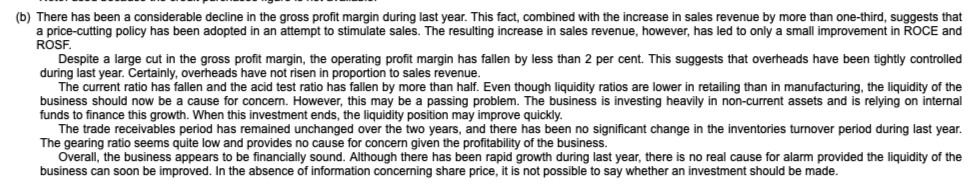 (b) There has been a considerable decline in the gross profit margin during last year. This fact, combined with the increase in sales revenue by more than one-third, suggests that
a price-cutting policy has been adopted in an attempt to stimulate sales. The resulting increase in sales revenue, however, has led to only a small improvement in ROCE and
ROSF.
Despite a large cut in the gross profit margin, the operating profit margin has fallen by less than 2 per cent. This suggests that overheads have been tightly controlled
during last year. Certainly, overheads have not risen in proportion to sales revenue.
The current ratio has fallen and the acid test ratio has fallen by more than half. Even though liquidity ratios are lower in retailing than in manufacturing, the liquidity of the
business should now be a cause for concern. However, this may be a passing problem. The business is investing heavily in non-current assets and is relying on internal
funds to finance this growth. When this investment ends, the liquidity position may improve quickly.
The trade receivables period has remained unchanged over the two years, and there has been no significant change in the inventories turnover period during last year.
The gearing ratio seems quite low and provides no cause for concern given the profitability of the business.
Overall, the business appears to be financially sound. Although there has been rapid growth during last year, there is no real cause for alarm provided the liquidity of the
business can soon be improved. In the absence of information concerning share price, it is not possible to say whether an investment should be made.